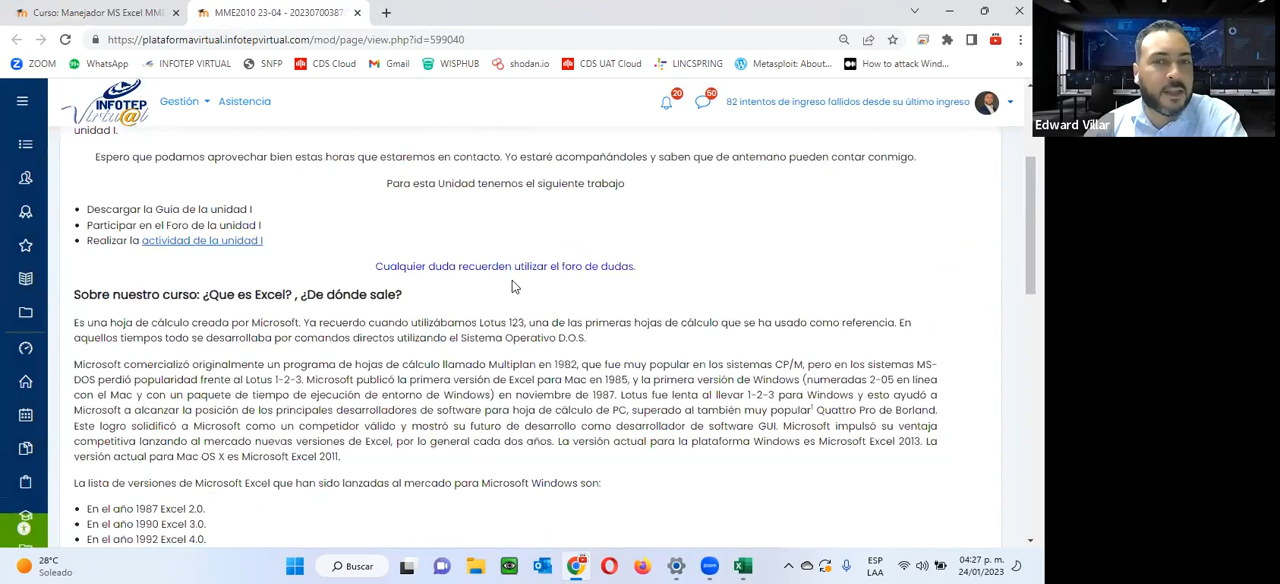 Curso: Manejador MS Excel MME
MME2010 23-04 - 20230700387
https://plataformavirtual.infotepvirtual.com/mod/page/view.php?id=599040
ZOOM
WhatsApp
INFOTEP VIRTUAL
SNFP
CDS Cloud
Gmail
WISPHUB
shodan.io
CDS UAT Cloud
LINCSPRING
Metasploit: About...
How to attack Wind...
INFOTEP
Virtu@l
Gestión
Asistencia
20
50
82 intentos de ingreso fallidos desde su último ingreso
Edward Villar
unidad I.
Espero que podamos aprovechar bien estas horas que estaremos en contacto. Yo estaré acompañándoles y saben que de antemano pueden contar conmigo.
Para esta Unidad tenemos el siguiente trabajo
• Descargar la Guía de la unidad I
• Participar en el Foro de la unidad I
• Realizar la actividad de la unidad I
Cualquier duda recuerden utilizar el foro de dudas.
Sobre nuestro curso: ¿Que es Excel? , ¿De dónde sale?
Es una hoja de cálculo creada por Microsoft. Ya recuerdo cuando utilizábamos Lotus 123, una de las primeras hojas de cálculo que se ha usado como referencia. En
aquellos tiempos todo se desarrollaba por comandos directos utilizando el Sistema Operativo D.O.S.
Microsoft comercializó originalmente un programa de hojas de cálculo llamado Multiplan en 1982, que fue muy popular en los sistemas CP/M, pero en los sistemas MS-
DOS perdió popularidad frente al Lotus 1-2-3. Microsoft publicó la primera versión de Excel para Mac en 1985, y la primera versión de Windows (numeradas 2-05 en línea
con el Mac y con un paquete de tiempo de ejecución de entorno de Windows) en noviembre de 1987. Lotus fue lenta al llevar 1-2-3 para Windows y esto ayudó a
Microsoft a alcanzar la posición de los principales desarrolladores de software para hoja de cálculo de PC, superado al también muy popular¹ Quattro Pro de Borland.
Este logro solidificó a Microsoft como un competidor válido y mostró su futuro de desarrollo como desarrollador de software GUI. Microsoft impulsó su ventaja
competitiva lanzando al mercado nuevas versiones de Excel, por lo general cada dos años. La versión actual para la plataforma Windows es Microsoft Excel 2013. La
versión actual para Mac OS X es Microsoft Excel 2011.
La lista de versiones de Microsoft Excel que han sido lanzadas al mercado para Microsoft Windows son:
• En el año 1987 Excel 2.0.
• En el año 1990 Excel 3.0.
• En el año 1992 Excel 4.0.
28°C
Soleado
Buscar
ESP
LAA
04:27 p. m.
24/01/2023